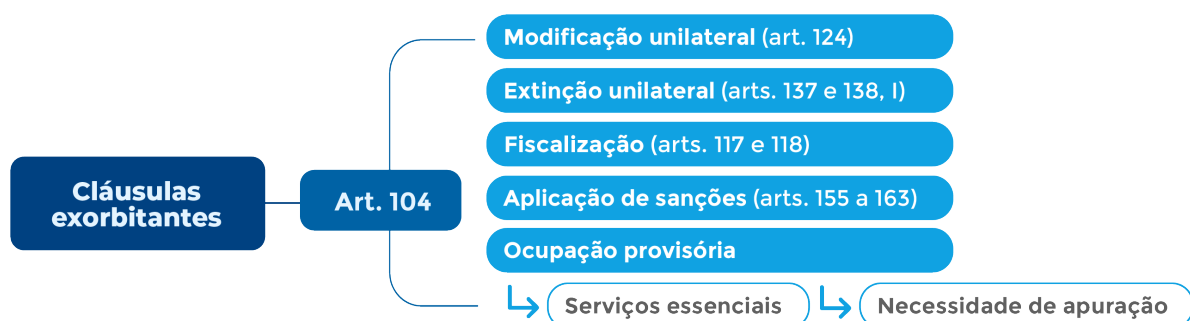 Cláusulas
exorbitantes
Art. 104
Modificação unilateral (art. 124)
Extinção unilateral (arts. 137 e 138, I)
Fiscalização (arts. 117 e 118)
Aplicação de sanções (arts. 155 a 163)
Ocupação provisória
Serviços essenciais
Necessidade de apuração